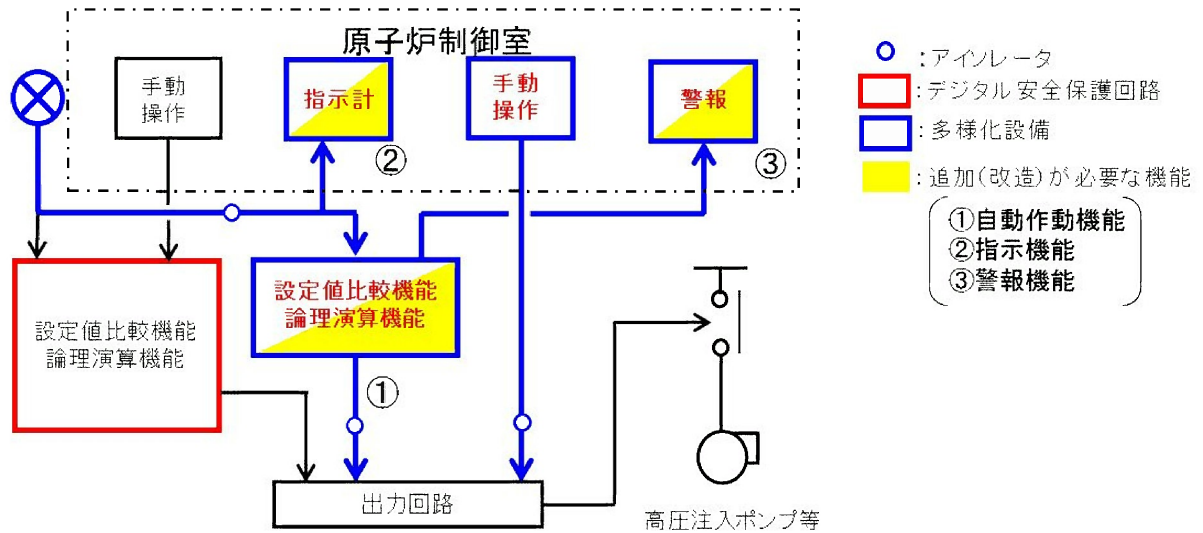 原子炉制御室
手動
操作
指示計
手動
操作
警報
②
③
設定値比較機能
論理演算機能
設定値比較機能
論理演算機能
①
出力回路
高圧注入ポンプ等
：アイソレータ
：デジタル安全保護回路
：多様化設備
：追加（改造）が必要な機能
①自動作動機能
②指示機能
③警報機能